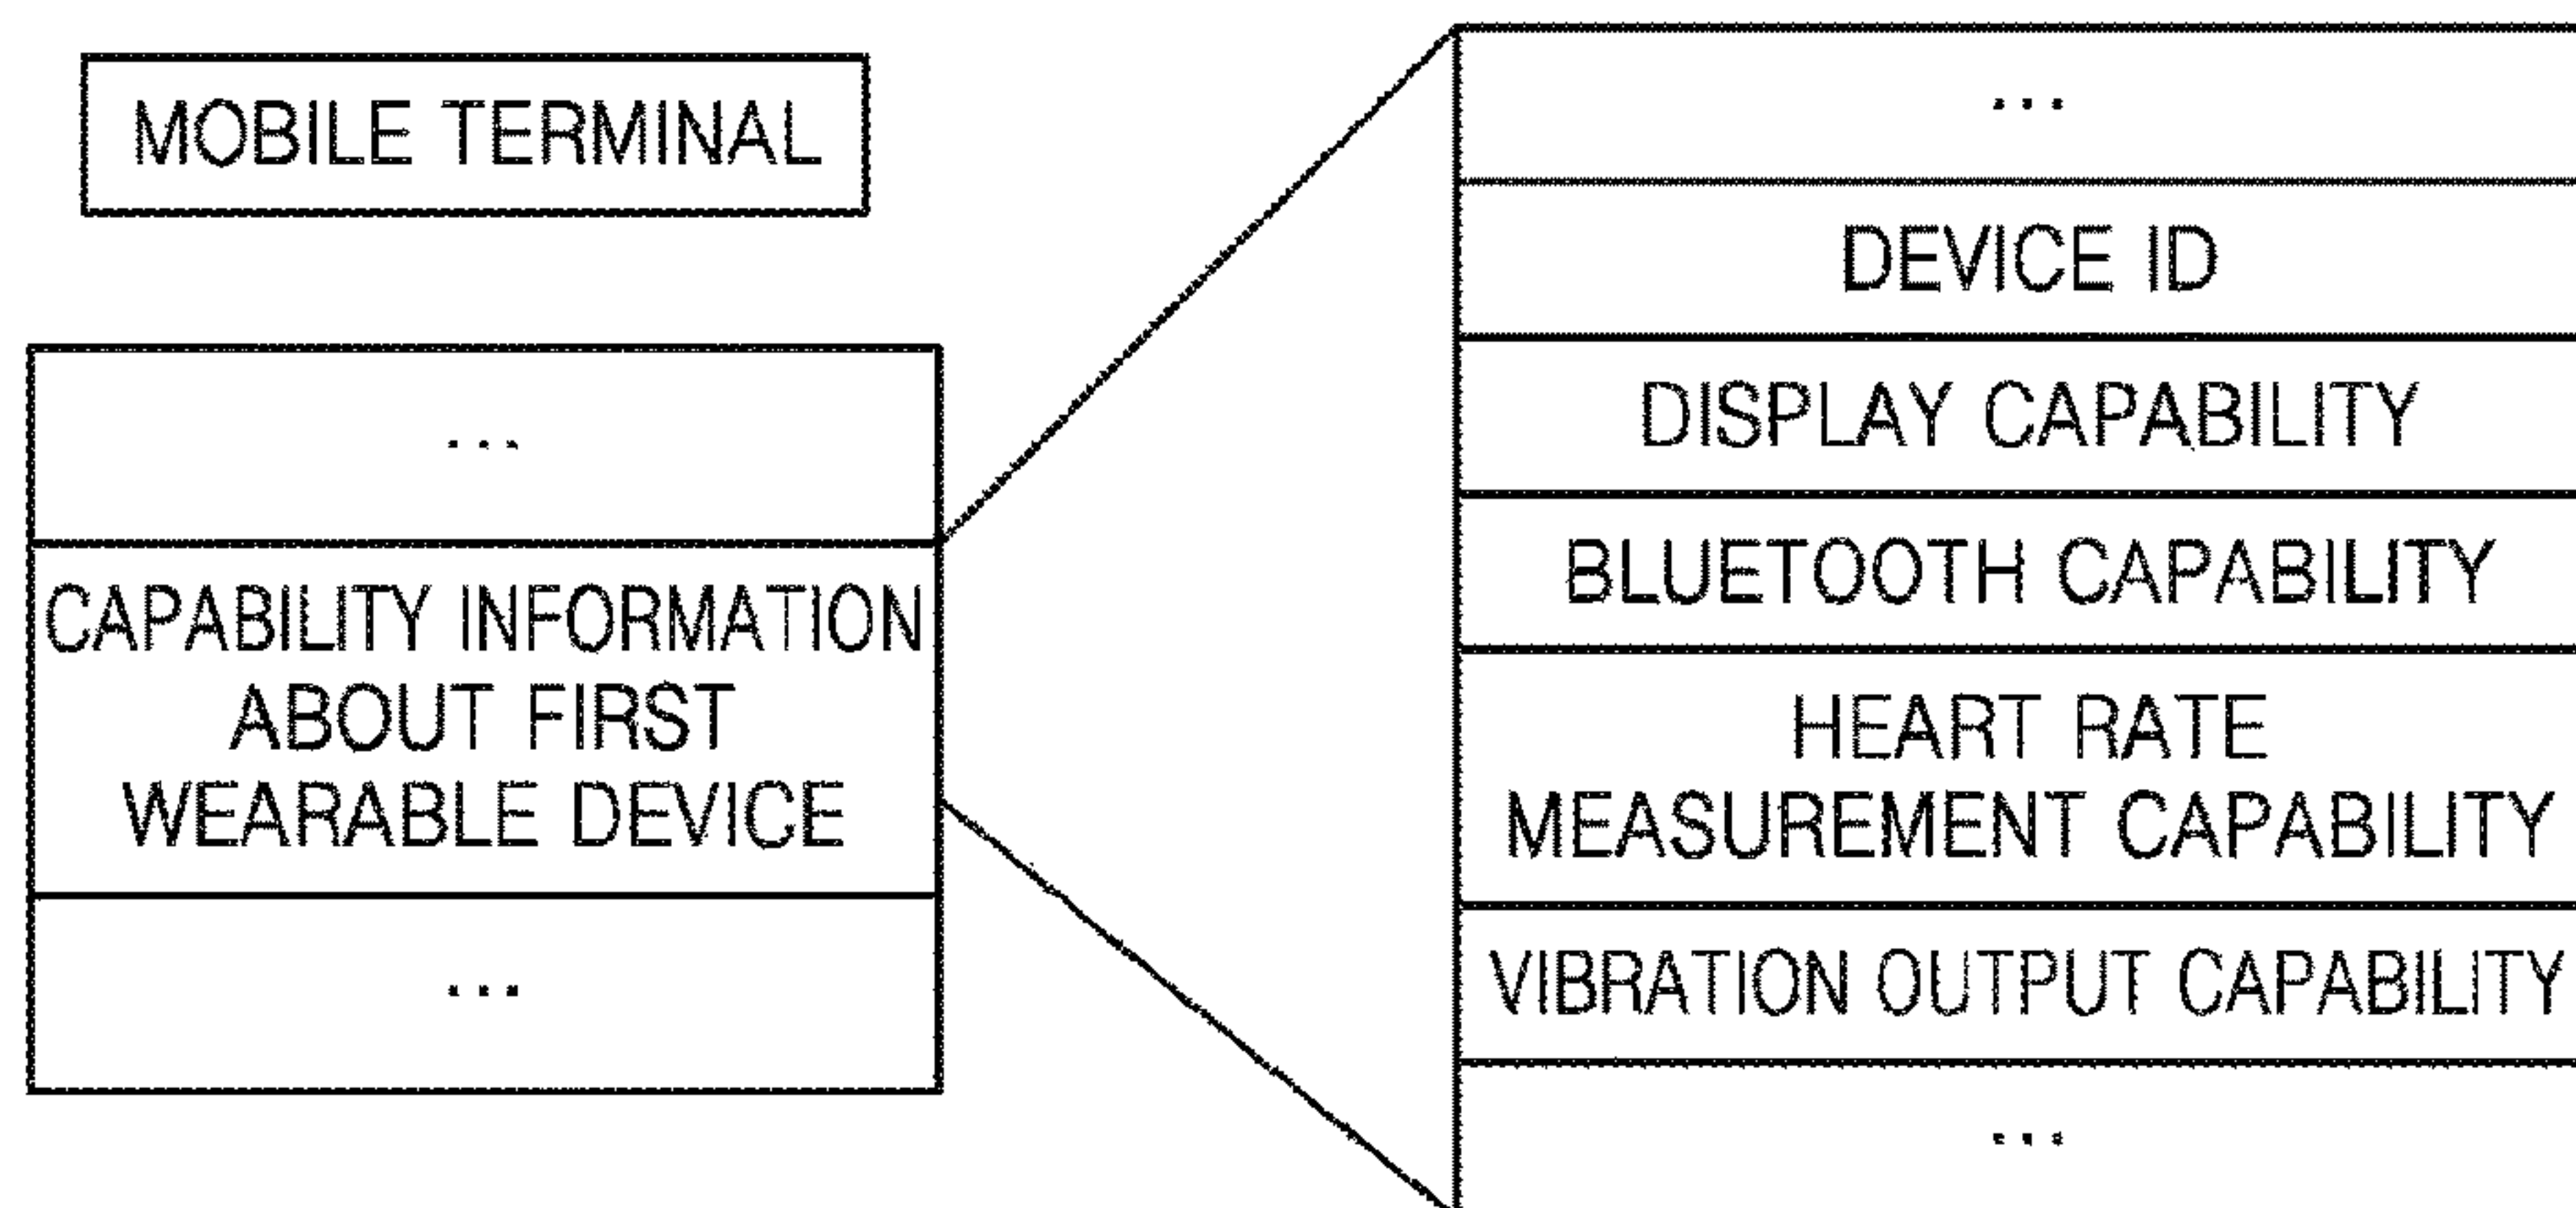 MOBILE TERMINAL
...
CAPABILITY INFORMATION
ABOUT FIRST
WEARABLE DEVICE
...
...
DEVICE ID
DISPLAY CAPABILITY
BLUETOOTH CAPABILITY
HEART RATE
MEASUREMENT CAPABILITY
VIBRATION OUTPUT CAPABILITY
...